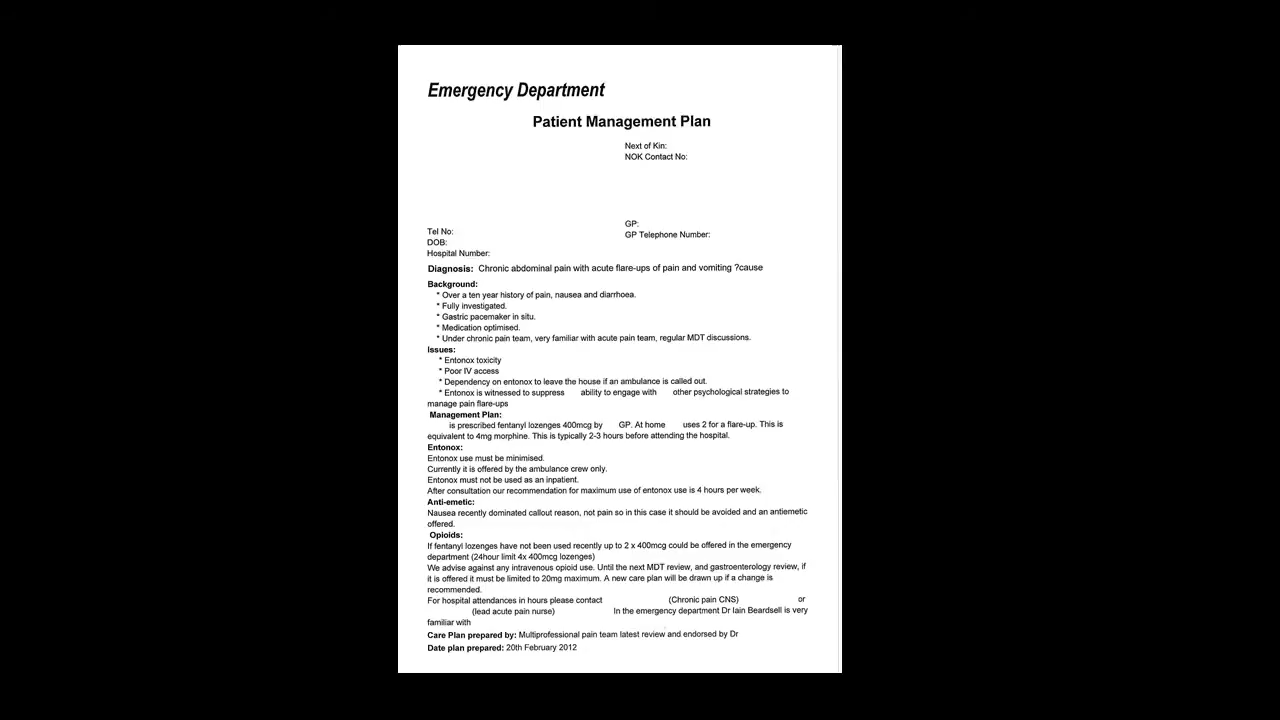 Emergency Department
Patient Management Plan
Next of Kin:
NOK Contact No:
GP:
GP Telephone Number:
Tel No:
DOB:
Hospital Number:
Diagnosis: Chronic abdominal pain with acute flare-ups of pain and vomiting ?cause
Background:
* Over a ten year history of pain, nausea and diarrhoea.
* Fully investigated.
* Gastric pacemaker in situ.
* Medication optimised.
* Under chronic pain team, very familiar with acute pain team, regular MDT discussions.
Issues:
* Entonox toxicity
* Poor IV access
* Dependency on entonox to leave the house if an ambulance is called out.
* Entonox is witnessed to suppress ability to engage with other psychological strategies to
manage pain flare-ups
Management Plan:
is prescribed fentanyl lozenges 400mcg by GP. At home uses 2 for a flare-up. This is
equivalent to 4mg morphine. This is typically 2-3 hours before attending the hospital.
Entonox:
Entonox use must be minimised.
Currently it is offered by the ambulance crew only.
Entonox must not be used as an inpatient.
After consultation our recommendation for maximum use of entonox use is 4 hours per week.
Anti-emetic:
Nausea recently dominated callout reason, not pain so in this case it should be avoided and an antiemetic
offered.
Opioids:
If fentanyl lozenges have not been used recently up to 2 x 400mcg could be offered in the emergency
department (24hour limit 4x 400mcg lozenges)
We advise against any intravenous opioid use. Until the next MDT review, and gastroenterology review, if
it is offered it must be limited to 20mg maximum. A new care plan will be drawn up if a change is
recommended.
For hospital attendances in hours please contact (Chronic pain CNS) or
(lead acute pain nurse) In the emergency department Dr Iain Beardsell is very
familiar with
Care Plan prepared by: Multiprofessional pain team latest review and endorsed by Dr
Date plan prepared: 20th February 2012